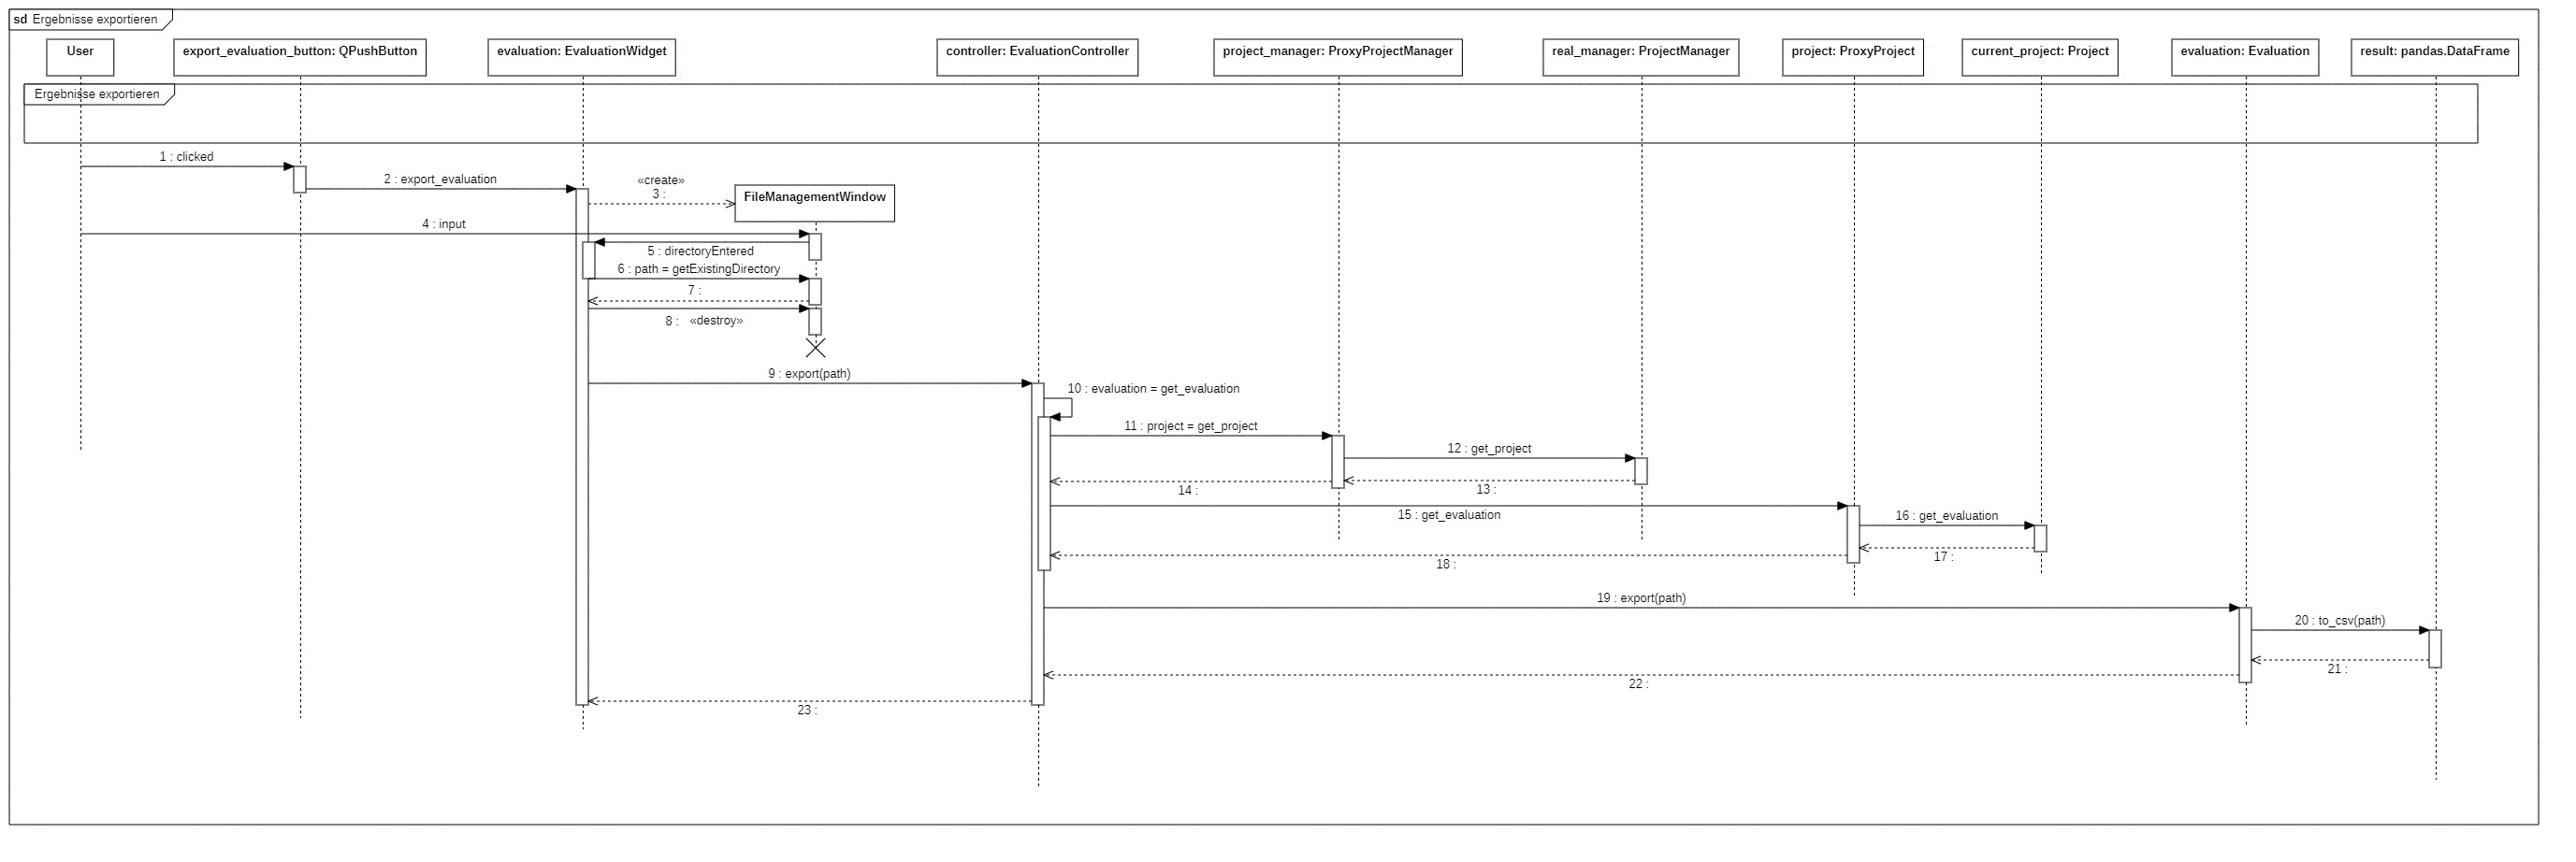 sd Ergebnisse exportieren
User
export_evaluation_button: QPushButton
evaluation: EvaluationWidget
controller: EvaluationController
project_manager: ProxyProjectManager
real_manager: ProjectManager
project: ProxyProject
current_project: Project
evaluation: Evaluation
result: pandas.DataFrame
Ergebnisse exportieren
1 : clicked
2 : export_evaluation
«create»
3 :
FileManagementWindow
4 : input
5 : directoryEntered
6 : path = getExistingDirectory
7 :
8 : «destroy»
9 : export(path)
10 : evaluation = get_evaluation
11 : project = get_project
12 : get_project
13 :
14 :
15 : get_evaluation
16 : get_evaluation
17 :
18 :
19 : export(path)
20 : to_csv(path)
21 :
22 :
23 :